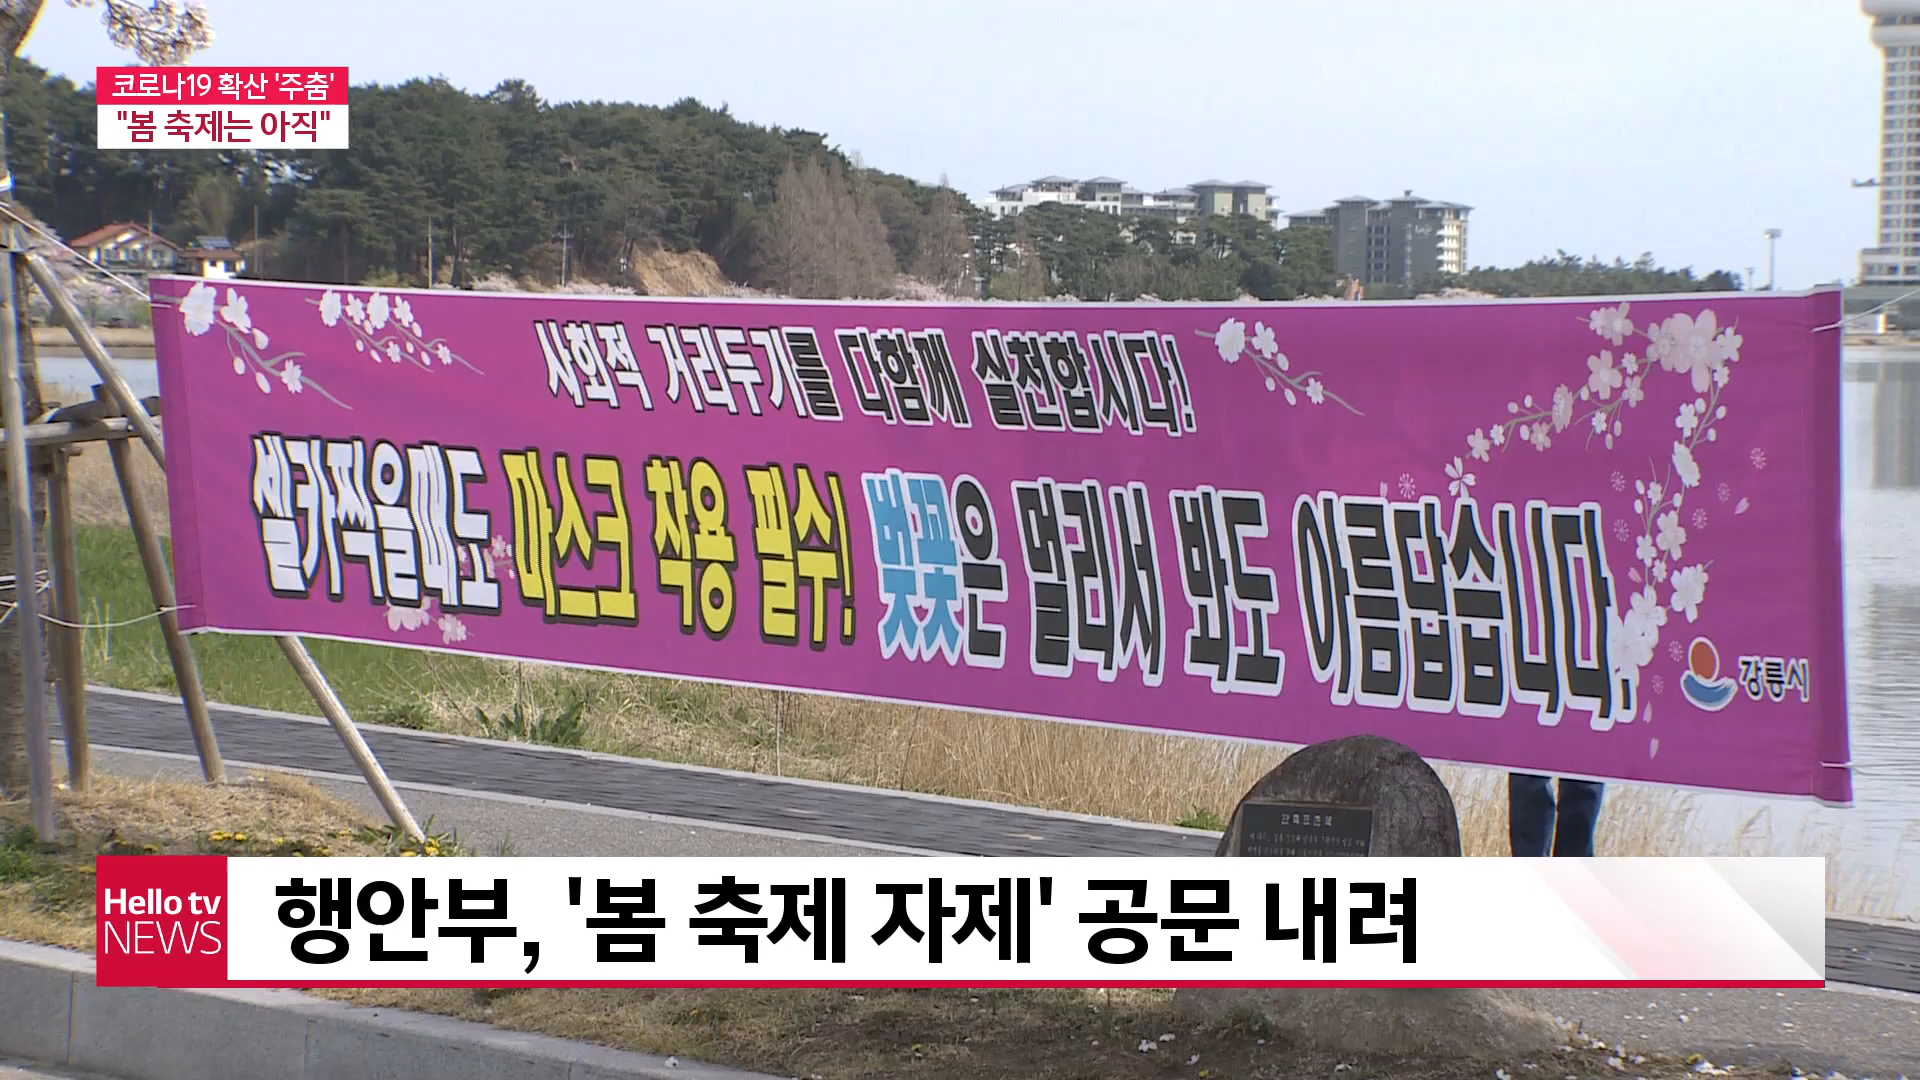 코로나19 확산 '주춤'
"봄 축제는 아직"
사회적 거리두기를 다함께 실천합시다!
셀카찍을때도 마스크 착용 필수! 벚꽃은 멀리서 봐도 아름답습니다.
강릉시
Hello tv
NEWS
행안부, '봄 축제 자제' 공문 내려